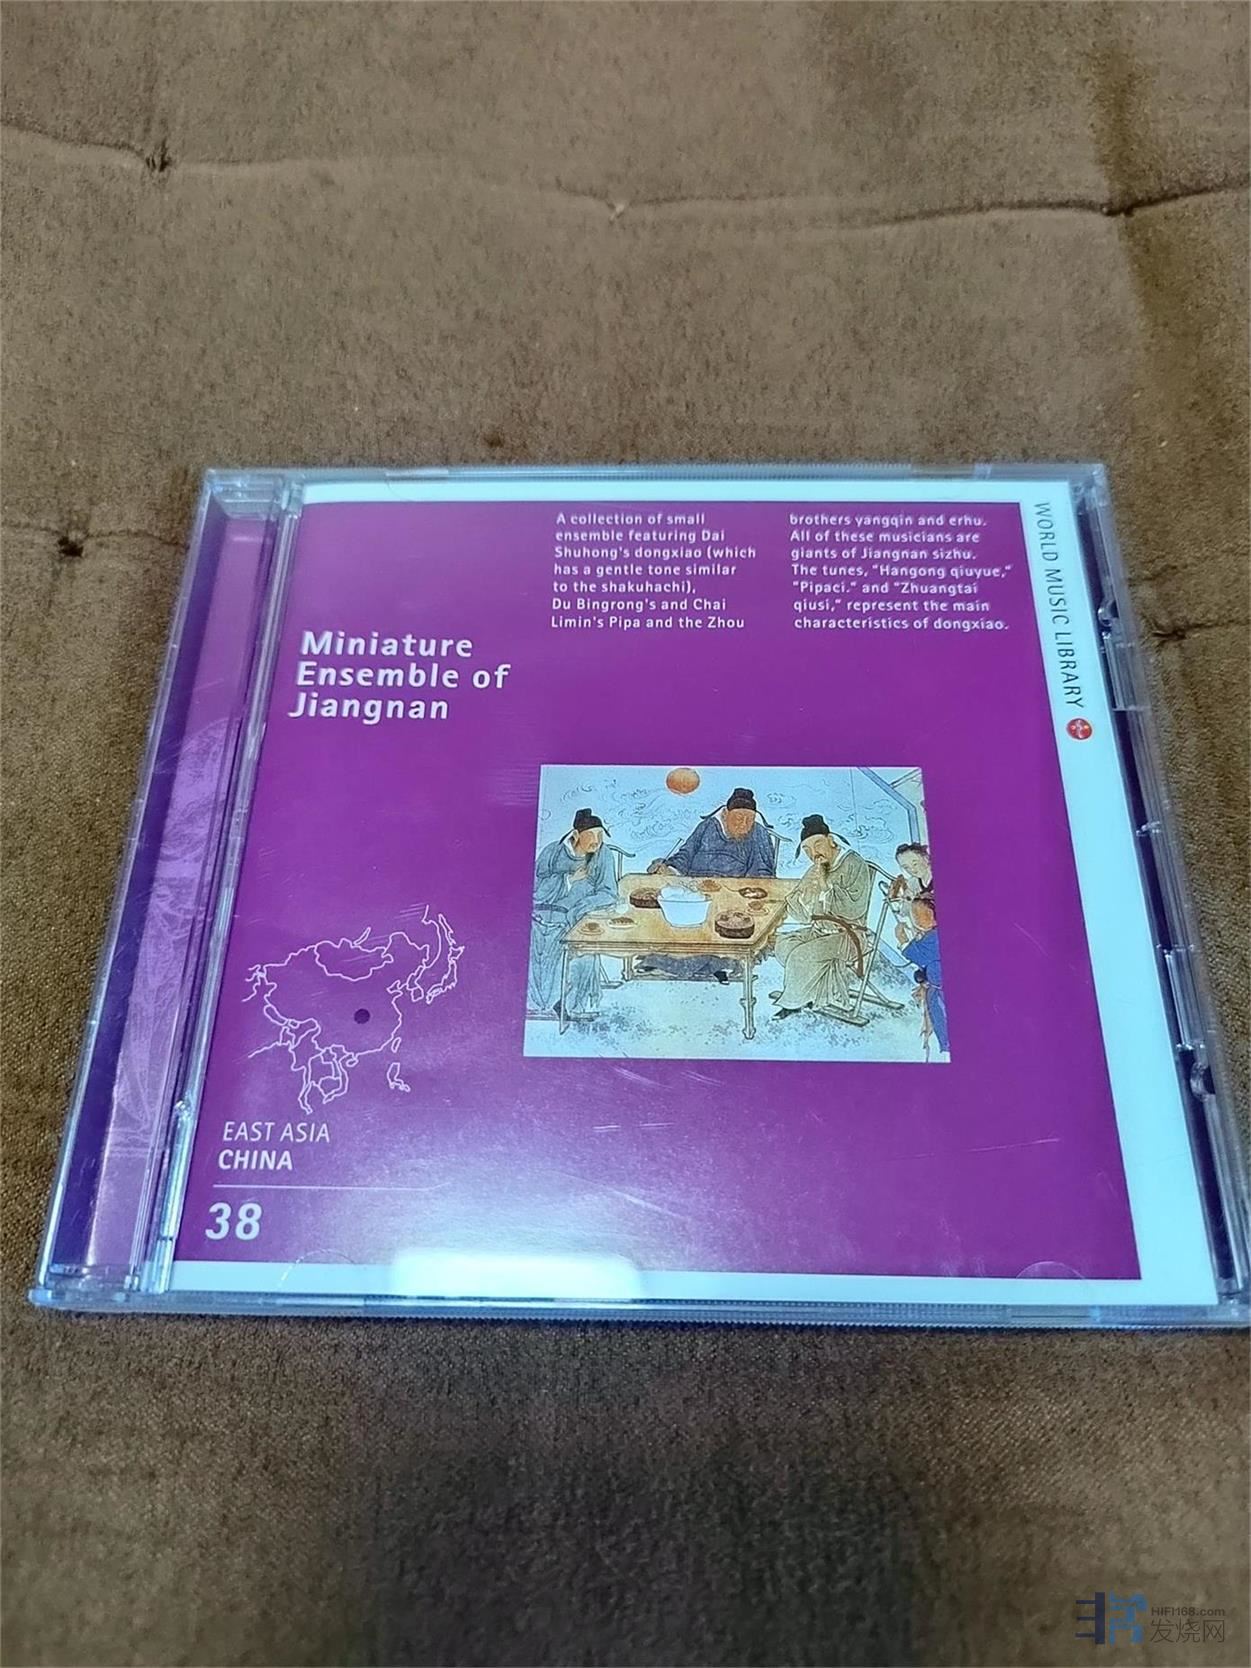 A collection of small
ensemble featuring Dai
Shuhong's dongxiao (which
has a gentle tone similar
to the shakuhachi),
Du Bingrong's and Chai
Limin's Pipa and the Zhou
brothers yangqin and erhu.
All of these musicians are
giants of Jiangnan sizhu.
The tunes, "Hangong qiuyue,"
"Pipaci." and "Zhuangtai
qiusi," represent the main
characteristics of dongxiao.
WORLD MUSIC LIBRARY
Miniature
Ensemble of
Jiangnan
EAST ASIA
CHINA
38
HIFI168.com
发烧网